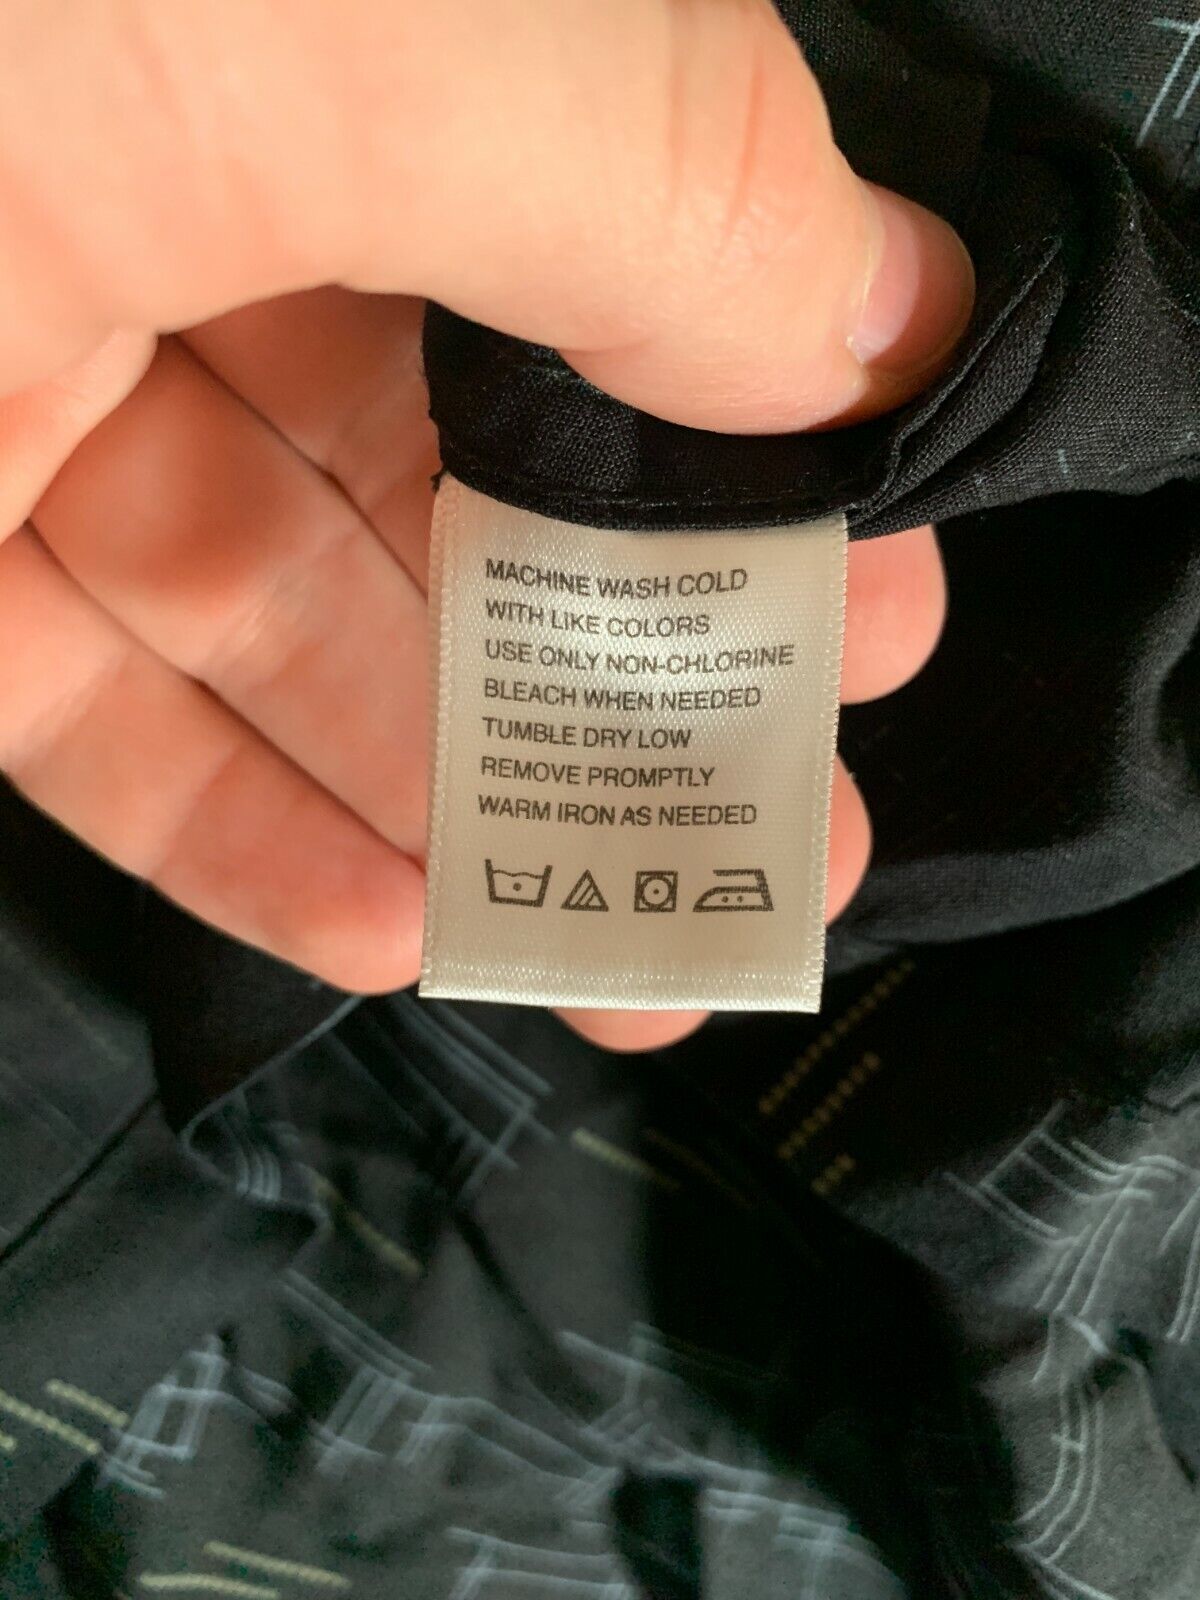 MACHINE WASH COLD
WITH LIKE COLORS
USE ONLY NON-CHLORINE
BLEACH WHEN NEEDED
TUMBLE DRY LOW
REMOVE PROMPTLY
WARM IRON AS NEEDED